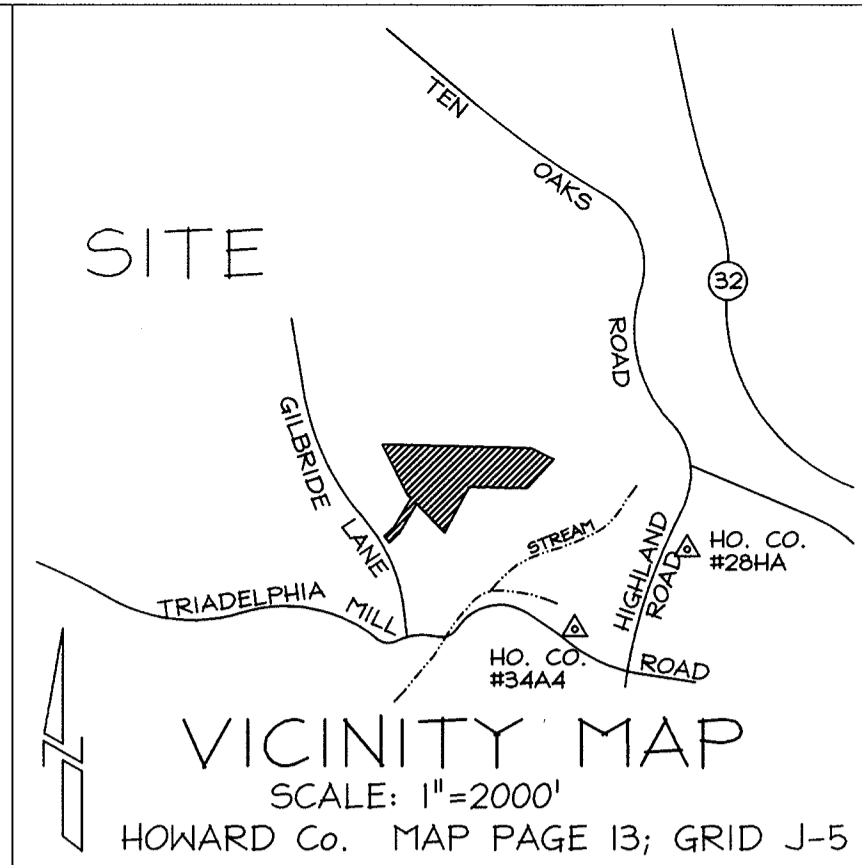 TEN
OAKS
ROAD
SITE
32
GILBRIDE
LANE
STREAM
HIGHLAND
ROAD
HO. CO.
#28HA
TRIADELPHIA
MILL
ROAD
HO. CO.
#34A4
N
VICINITY MAP
SCALE: 1"=2000'
HOWARD Co. MAP PAGE 13; GRID J-5